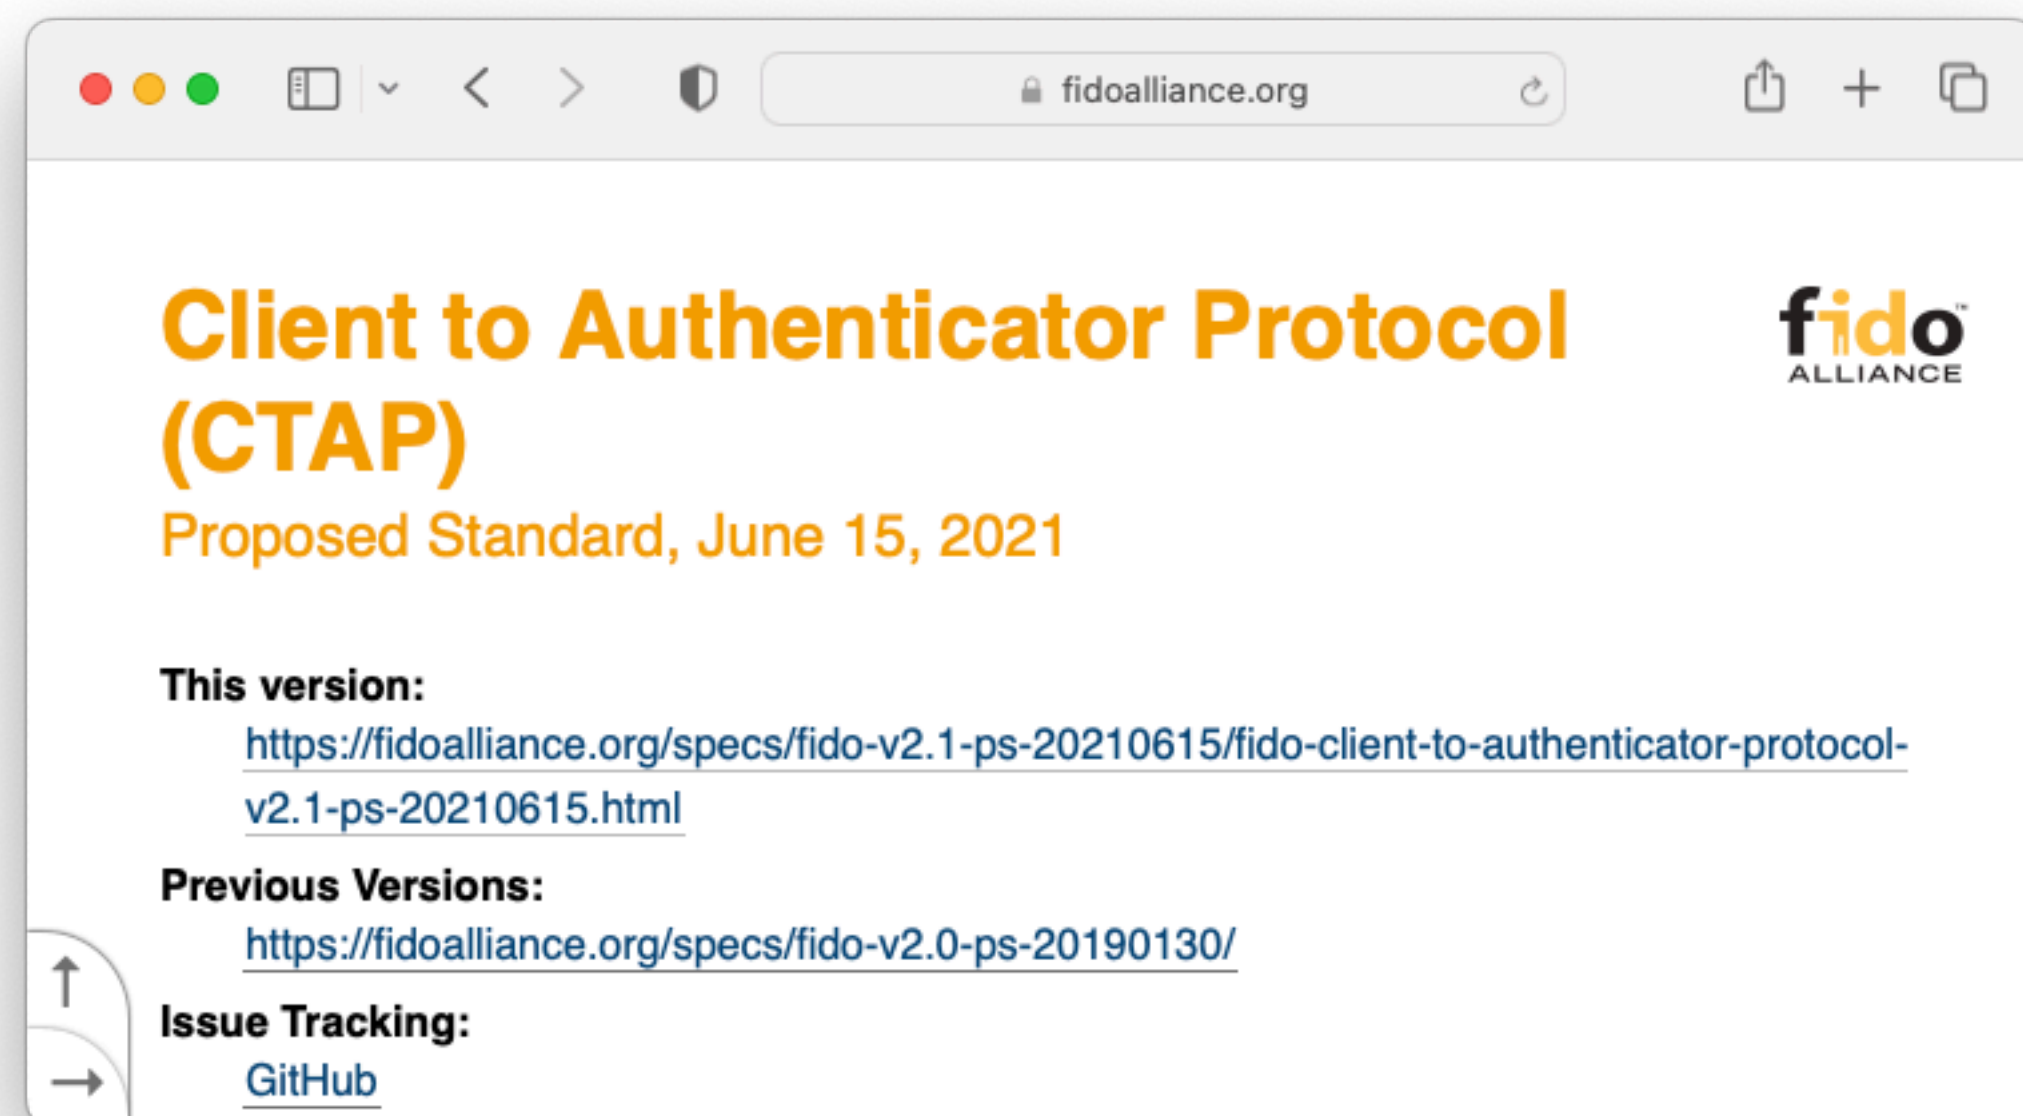 fidoalliance.org
Client to Authenticator Protocol
(CTAP)
fido™
ALLIANCE
Proposed Standard, June 15, 2021
This version:
https://fidoalliance.org/specs/fido-v2.1-ps-20210615/fido-client-to-authenticator-protocol-
v2.1-ps-20210615.html
Previous Versions:
https://fidoalliance.org/specs/fido-v2.0-ps-20190130/
Issue Tracking:
GitHub